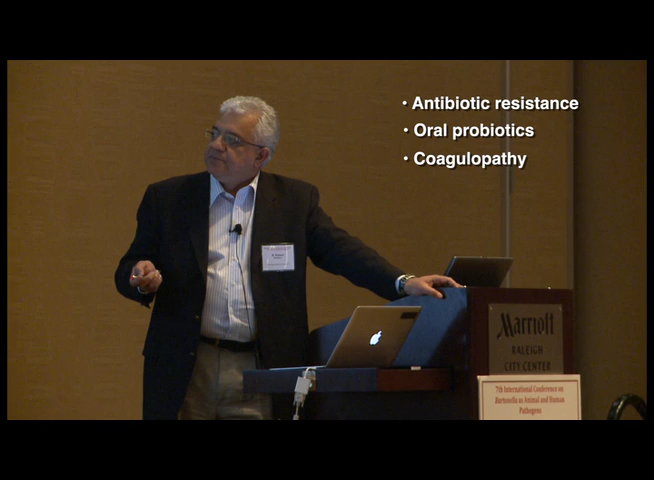 • Antibiotic resistance
• Oral probiotics
• Coagulopathy
Marriott
RALEIGH
CITY CENTER
7th International Conference on
Bartonella as Animal and Human
Pathogens